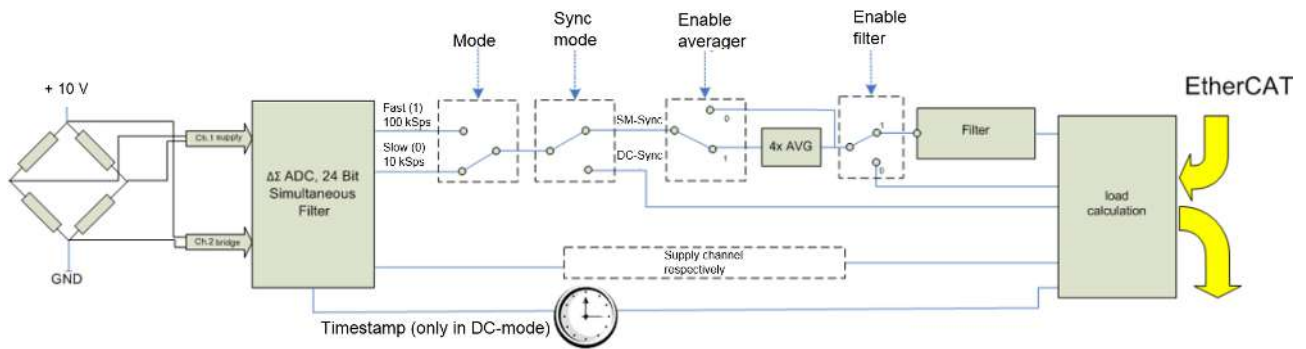 Mode
Sync
mode
Enable
averager
Enable
filter
+ 10 V
EtherCAT
Fast (1)
100 kSps
Slow (0)
10 kSps
SM-Sync
DC-Sync
0
1
1
0
Ch.1 supply
Ch.2 bridge
ΔΣ ADC, 24 Bit
Simultaneous
Filter
4x AVG
Filter
load
calculation
GND
Supply channel
respectively
Timestamp (only in DC-mode)